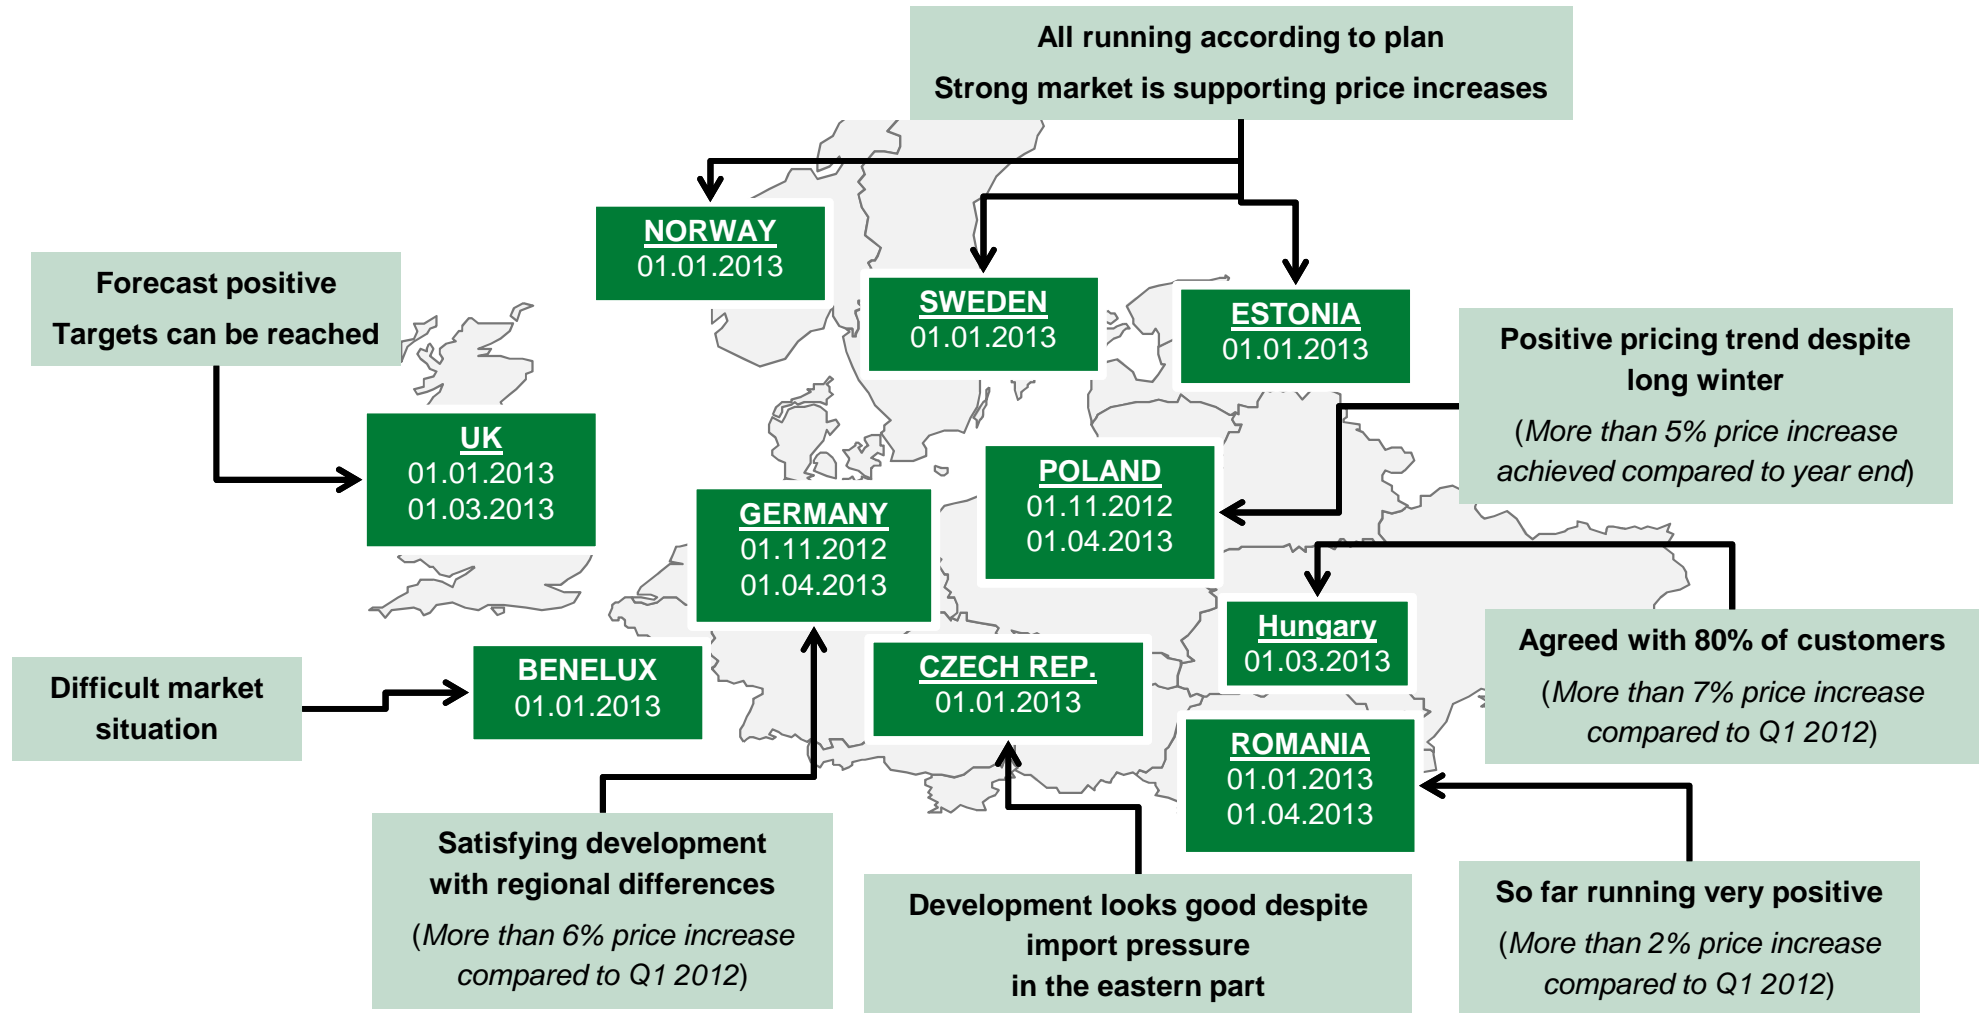 All running according to plan
Strong market is supporting price increases
NORWAY
01.01.2013
SWEDEN
01.01.2013
ESTONIA
01.01.2013
Forecast positive
Targets can be reached
UK
01.01.2013
01.03.2013
Positive pricing trend despite
long winter
(More than 5% price increase
achieved compared to year end)
POLAND
01.11.2012
01.04.2013
GERMANY
01.11.2012
01.04.2013
Hungary
01.03.2013
Agreed with 80% of customers
(More than 7% price increase
compared to Q1 2012)
Difficult market
situation
BENELUX
01.01.2013
CZECH REP.
01.01.2013
ROMANIA
01.01.2013
01.04.2013
Satisfying development
with regional differences
(More than 6% price increase
compared to Q1 2012)
Development looks good despite
import pressure
in the eastern part
So far running very positive
(More than 2% price increase
compared to Q1 2012)